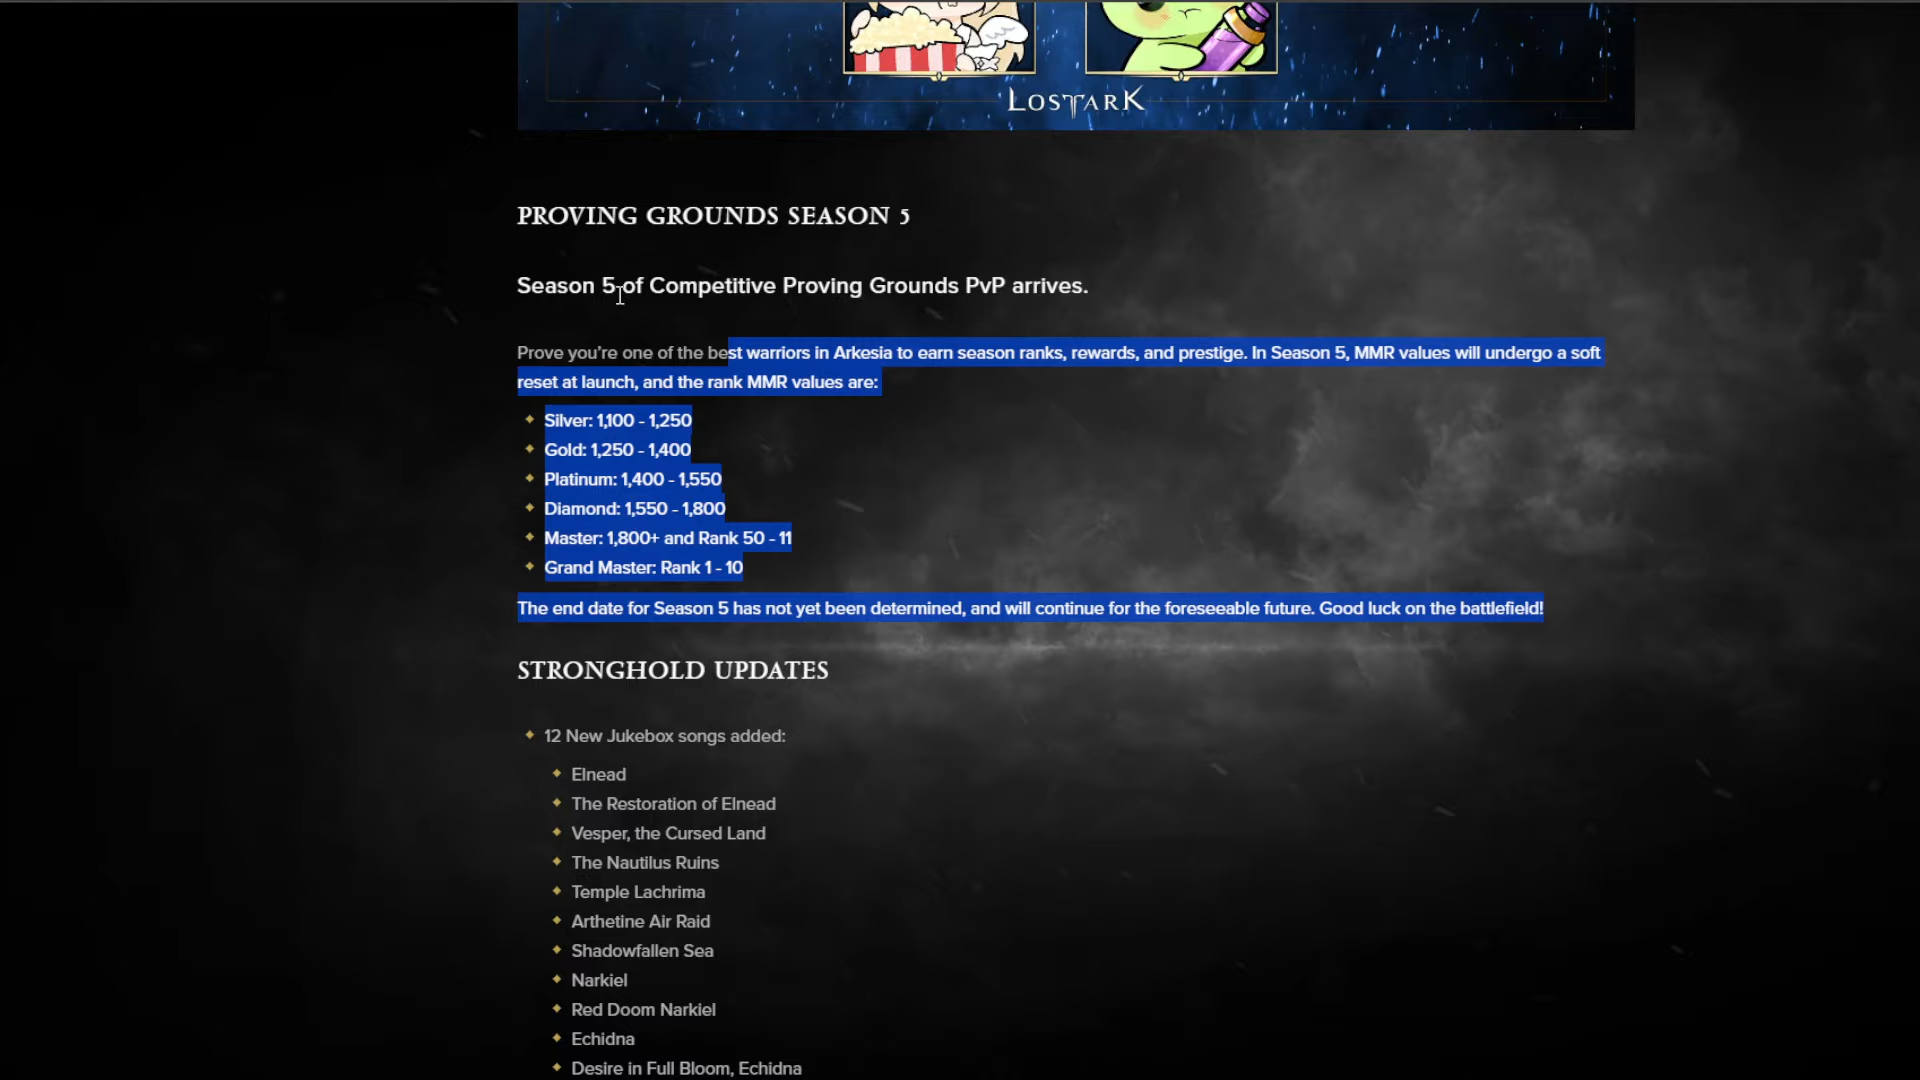 LOST ARK
PROVING GROUNDS SEASON 5
Season 5 of Competitive Proving Grounds PvP arrives.
Prove you're one of the best warriors in Arkesia to earn season ranks, rewards, and prestige. In Season 5, MMR values will undergo a soft
reset at launch, and the rank MMR values are:
Silver: 1,100 - 1,250
Gold: 1,250 - 1,400
Platinum: 1,400 - 1,550
Diamond: 1,550 - 1,800
Master: 1,800+ and Rank 50 - 11
Grand Master: Rank 1 - 10
The end date for Season 5 has not yet been determined, and will continue for the foreseeable future. Good luck on the battlefield!
STRONGHOLD UPDATES
12 New Jukebox songs added:
Elnead
The Restoration of Elnead
Vesper, the Cursed Land
The Nautilus Ruins
Temple Lachrima
Arthetine Air Raid
Shadowfallen Sea
Narkiel
Red Doom Narkiel
Echidna
Desire in Full Bloom, Echidna